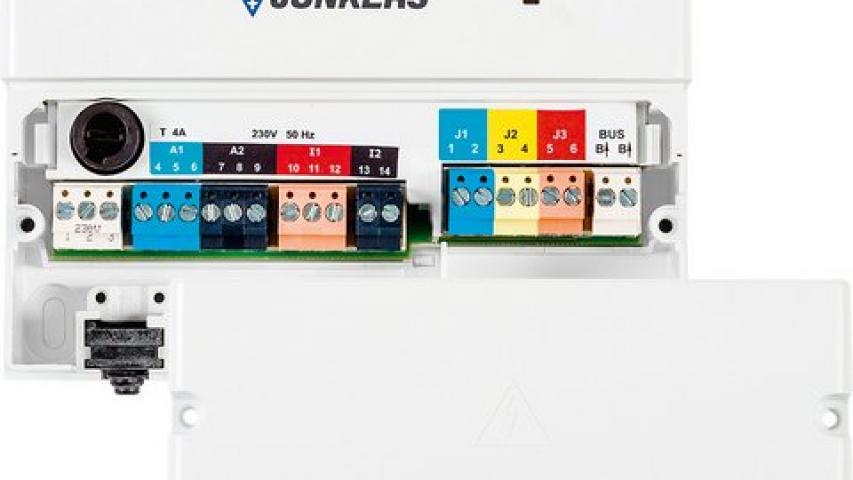 JUNKERS
T 4A 230V 50 Hz
A1 A2 I1 I2
4 5 6 7 8 9 10 11 12 13 14
J1 J2 J3 BUS
1 2 3 4 5 6 B B
230V
1 2 3